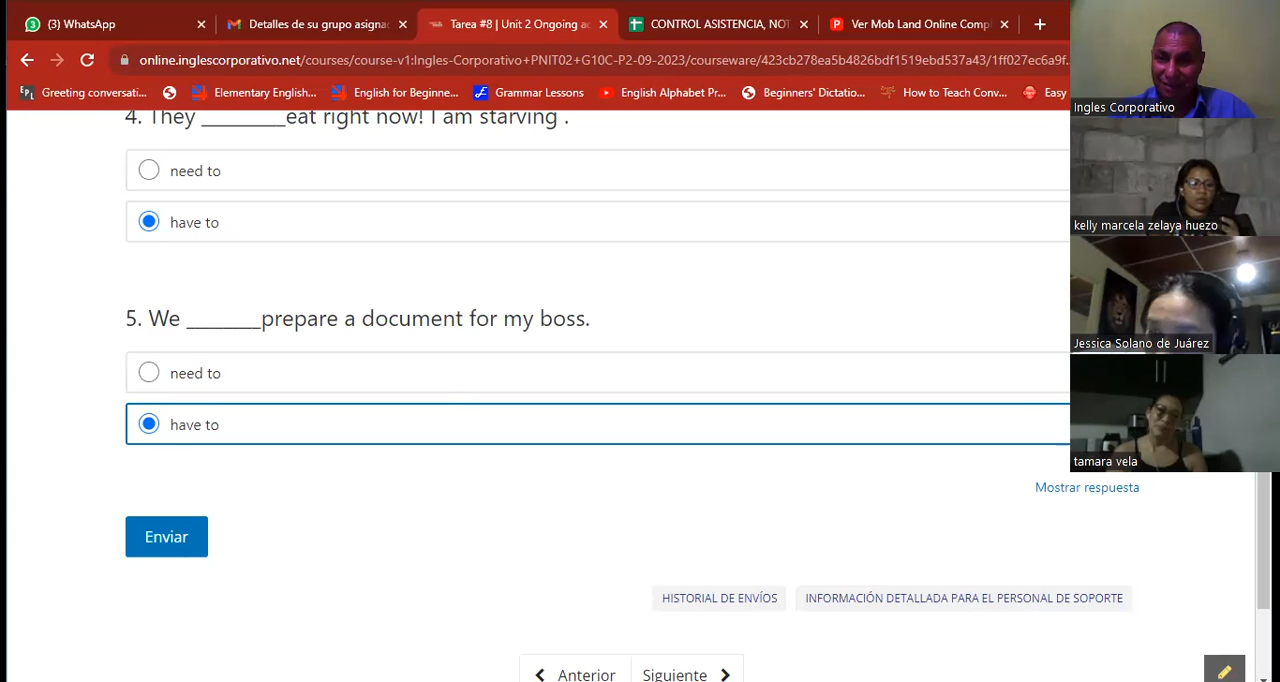 (3) WhatsApp
Detalles de su grupo asigna
Tarea #8 | Unit 2 Ongoing ac
CONTROL ASISTENCIA, NOT
Ver Mob Land Online Comp
online.inglescorporativo.net/courses/course-v1:Ingles-Corporativo+PNIT02+G10C-P2-09-2023/courseware/423cb278ea5b4826bdf1519ebd537a43/1ff027ec6a9f...
Greeting conversati...
Elementary English...
English for Beginne...
Grammar Lessons
English Alphabet Pr...
Beginners' Dictatio...
How to Teach Conv...
Easy
Ingles Corporativo
4. They ________eat right now! I am starving .
need to
have to
kelly marcela zelaya huezo
5. We _______prepare a document for my boss.
need to
have to
Jessica Solano de Juárez
tamara vela
Mostrar respuesta
Enviar
HISTORIAL DE ENVÍOS
INFORMACIÓN DETALLADA PARA EL PERSONAL DE SOPORTE
Anterior
Siguiente